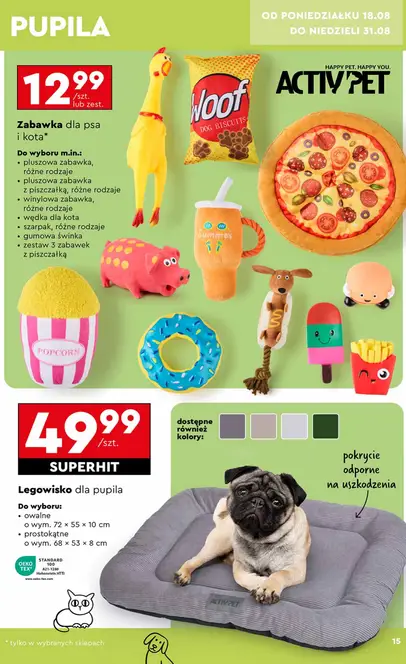 PUPILA
OD PONIEDZIAŁKU 18.08
DO NIEDZIELI 31.08
12 99
/szt.
lub zest.
HAPPY PET. HAPPY YOU.
ACTIV PET
Zabawka dla psa
i kota*
Do wyboru m.in.:
• pluszowa zabawka,
różne rodzaje
• pluszowa zabawka
z piszczałką, różne rodzaje
• winylowa zabawka,
różne rodzaje
• wędka dla kota
• szarpak, różne rodzaje
• gumowa świnka
• zestaw 3 zabawek
z piszczałką
Woof
DOG BISCUITS
POPCORN
49 99
/szt.
SUPERHIT
Legowisko dla pupila
Do wyboru:
• owalne
o wym. 72 × 55 × 10 cm
• prostokątne
o wym. 68 × 53 × 8 cm
OEKO
TEX®
STANDARD
100
dostępne
również
kolory:
pokrycie
odporne
na uszkodzenia
ACTIV PET
* tylko w wybranych sklepach
15